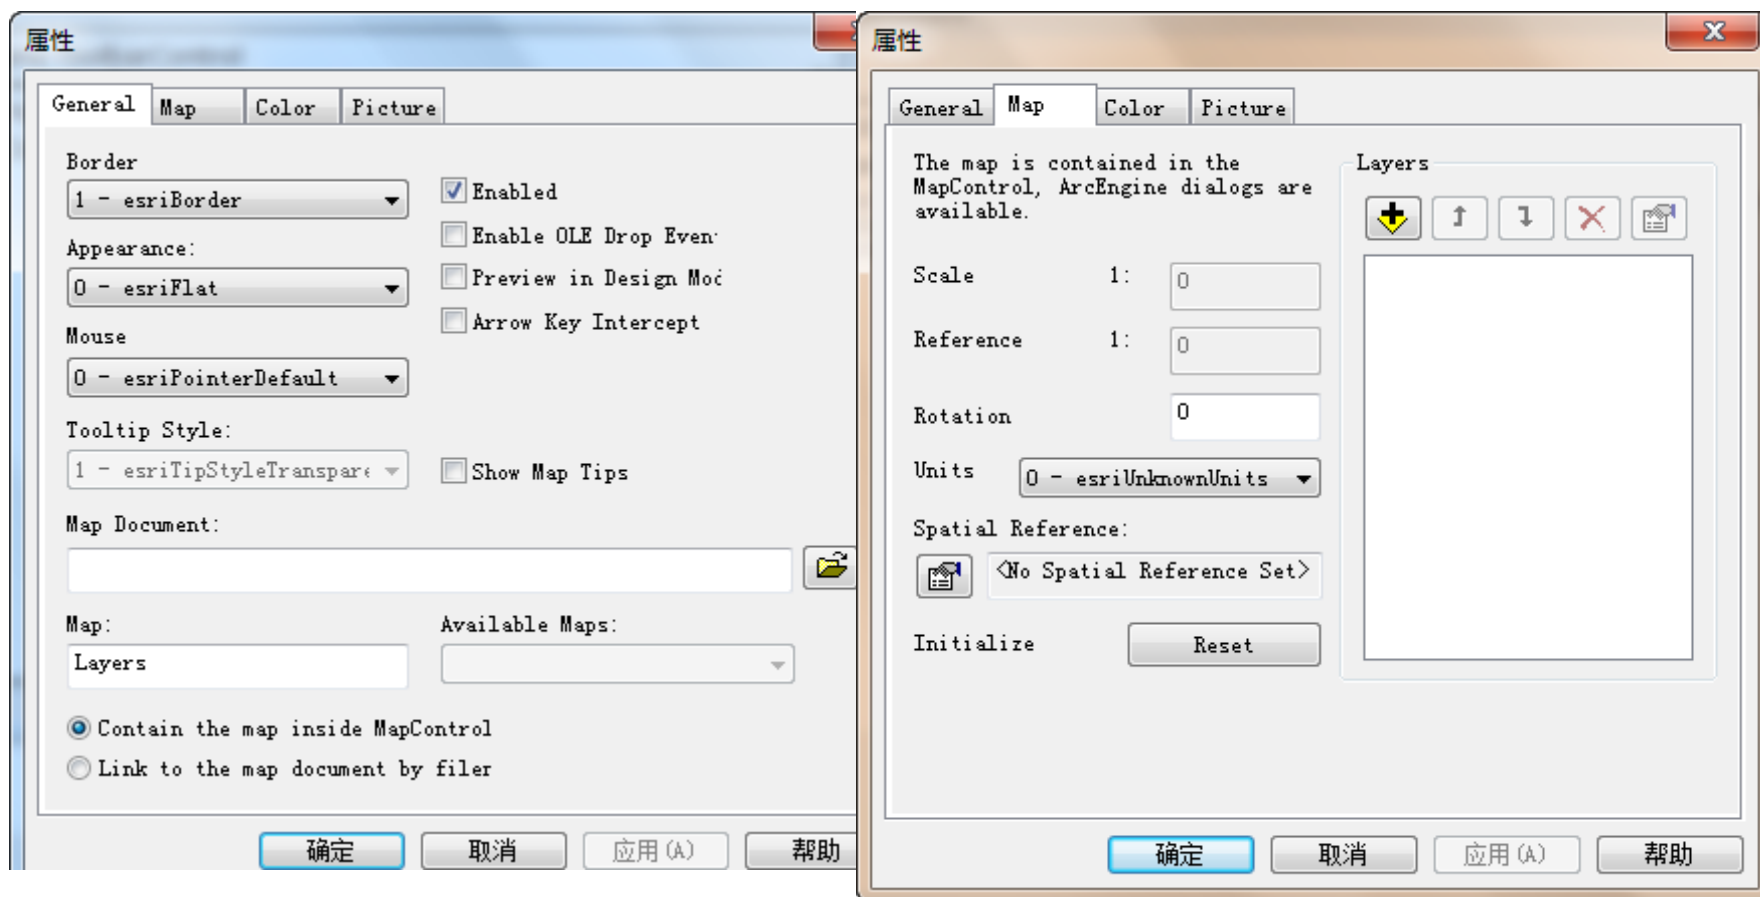 属性
General Map Color Picture
Border
1 - esriBorder
Enabled
Enable OLE Drop Even
Appearance:
0 - esriFlat
Preview in Design Mod
Arrow Key Intercept
Mouse
0 - esriPointerDefault
Tooltip Style:
1 - esriTipStyleTranspare
Show Map Tips
Map Document:
Map:
Available Maps:
Layers
Contain the map inside MapControl
Link to the map document by filer
确定 取消 应用(A) 帮助
属性
X
General Map Color Picture
The map is contained in the
MapControl, ArcEngine dialogs are
available.
Scale 1: 0
Reference 1: 0
Rotation 0
Units 0 - esriUnknownUnits
Spatial Reference:
<No Spatial Reference Set>
Initialize Reset
Layers
确定 取消 应用(A) 帮助